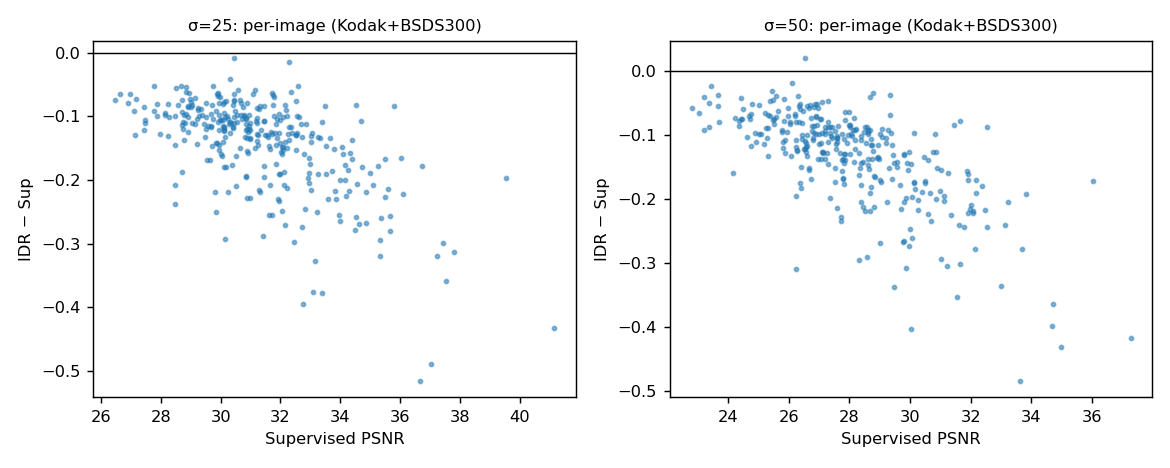 σ=25: per-image (Kodak+BSDS300)
0.0
−0.1
−0.2
−0.3
−0.4
−0.5
IDR − Sup
26 28 30 32 34 36 38 40
Supervised PSNR
σ=50: per-image (Kodak+BSDS300)
0.0
−0.1
−0.2
−0.3
−0.4
−0.5
IDR − Sup
24 26 28 30 32 34 36
Supervised PSNR